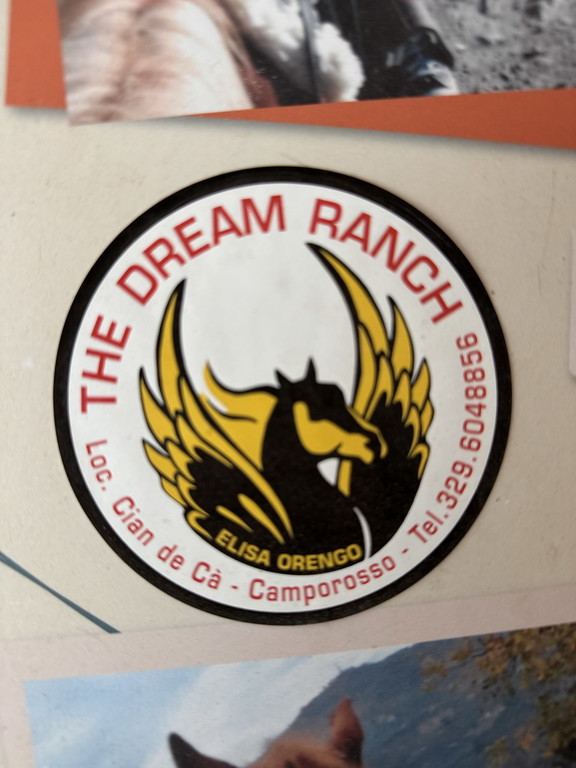 THE DREAM RANCH
ELISA ORENGO
Loc. Cian de Cà - Camporosso - Tel. 329.6048856